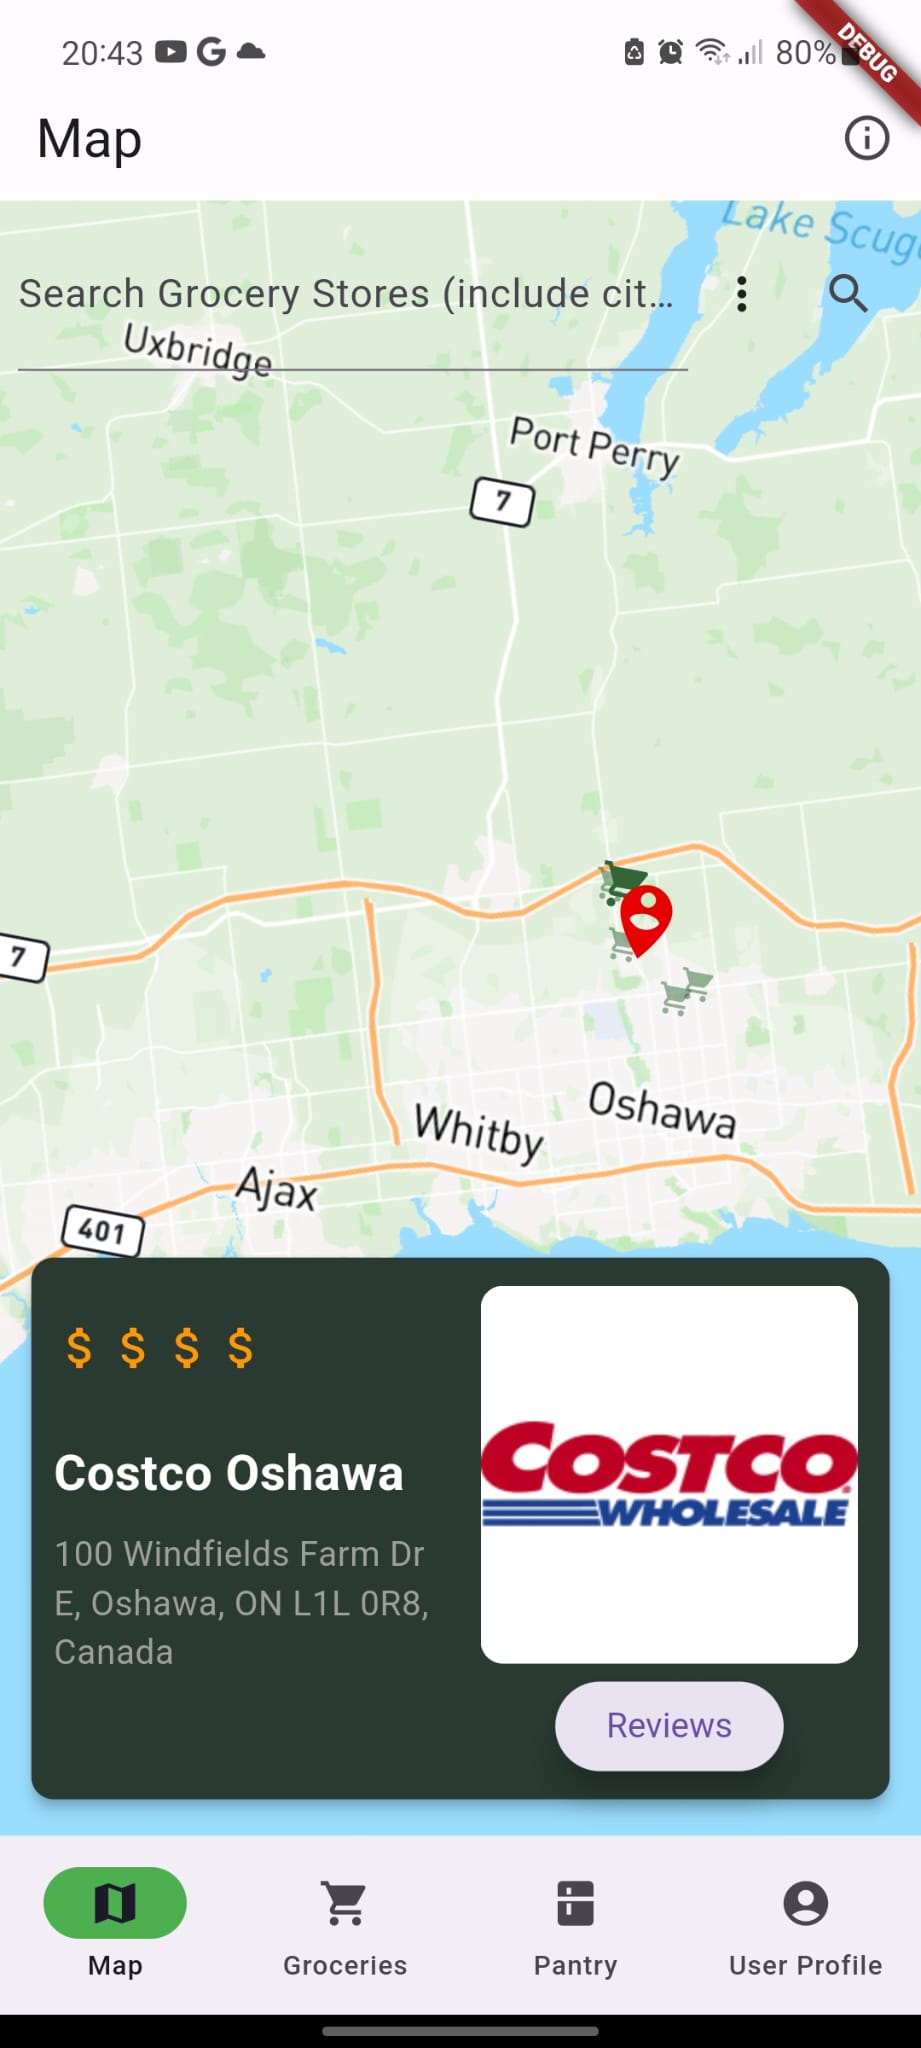 20:43
80%
DEBUG
Map
Lake Scug
Search Grocery Stores (include cit…
Uxbridge
Port Perry
7
7
Oshawa
Whitby
Ajax
401
$ $ $ $
COSTCO
WHOLESALE
Costco Oshawa
100 Windfields Farm Dr
E, Oshawa, ON L1L 0R8,
Canada
Reviews
Map
Groceries
Pantry
User Profile